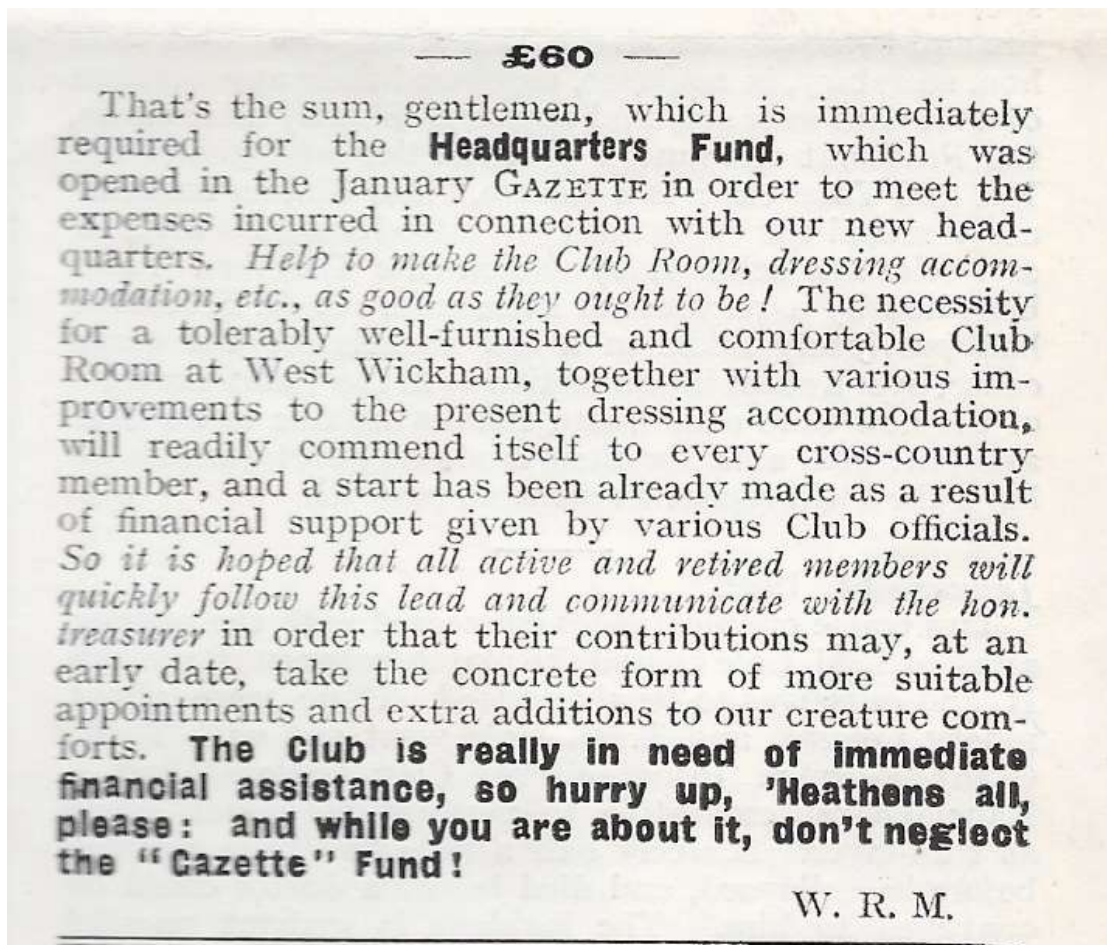 — £60 —
That's the sum, gentlemen, which is immediately
required for the Headquarters Fund, which was
opened in the January GAZETTE in order to meet the
expenses incurred in connection with our new head-
quarters. Help to make the Club Room, dressing accom-
modation, etc., as good as they ought to be! The necessity
for a tolerably well-furnished and comfortable Club
Room at West Wickham, together with various im-
provements to the present dressing accommodation,
will readily commend itself to every cross-country
member, and a start has been already made as a result
of financial support given by various Club officials.
So it is hoped that all active and retired members will
quickly follow this lead and communicate with the hon.
treasurer in order that their contributions may, at an
early date, take the concrete form of more suitable
appointments and extra additions to our creature com-
forts. The Club is really in need of immediate
financial assistance, so hurry up, 'Heathens all,
please: and while you are about it, don't neglect
the "Gazette" Fund!
W. R. M.